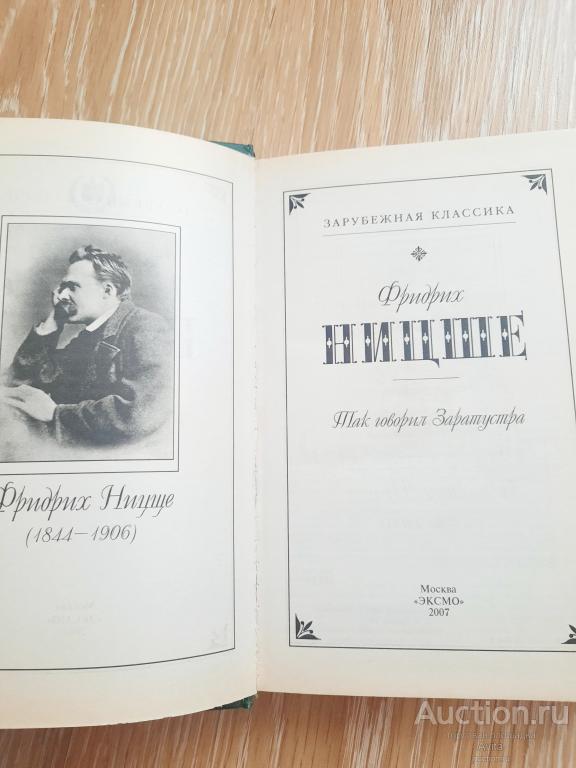 Фридрих Ницше
(1844—1906)
ЗАРУБЕЖНАЯ КЛАССИКА
Фридрих
НИЦШЕ
Так говорил Заратустра
Москва
«ЭКСМО»
2007
Auction.ru